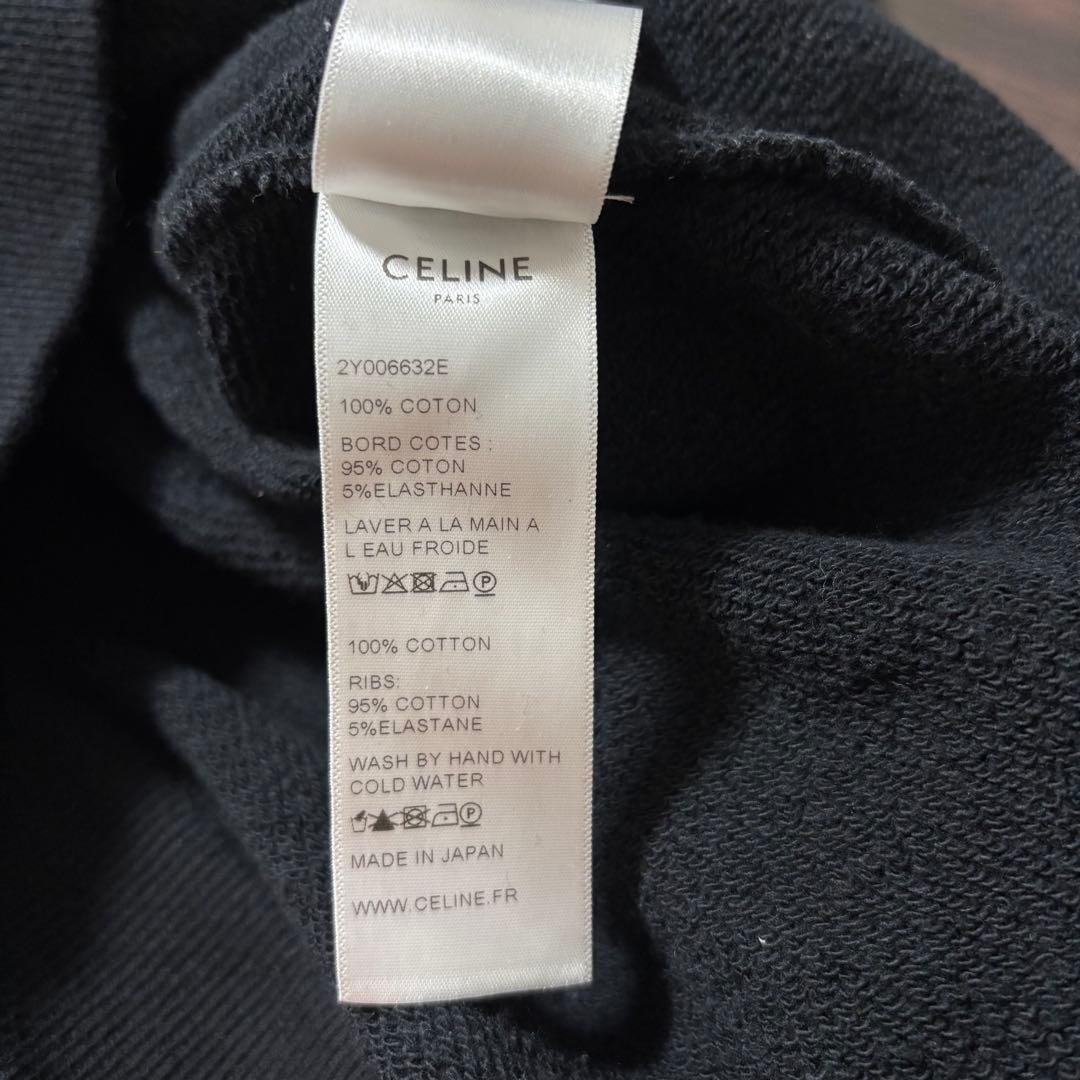 CELINE
PARIS
2Y006632E
100% COTON
BORD COTES :
95% COTON
5%ELASTHANNE
LAVER A LA MAIN A
L EAU FROIDE
P
100% COTTON
RIBS:
95% COTTON
5%ELASTANE
WASH BY HAND WITH
COLD WATER
P
MADE IN JAPAN
WWW.CELINE.FR